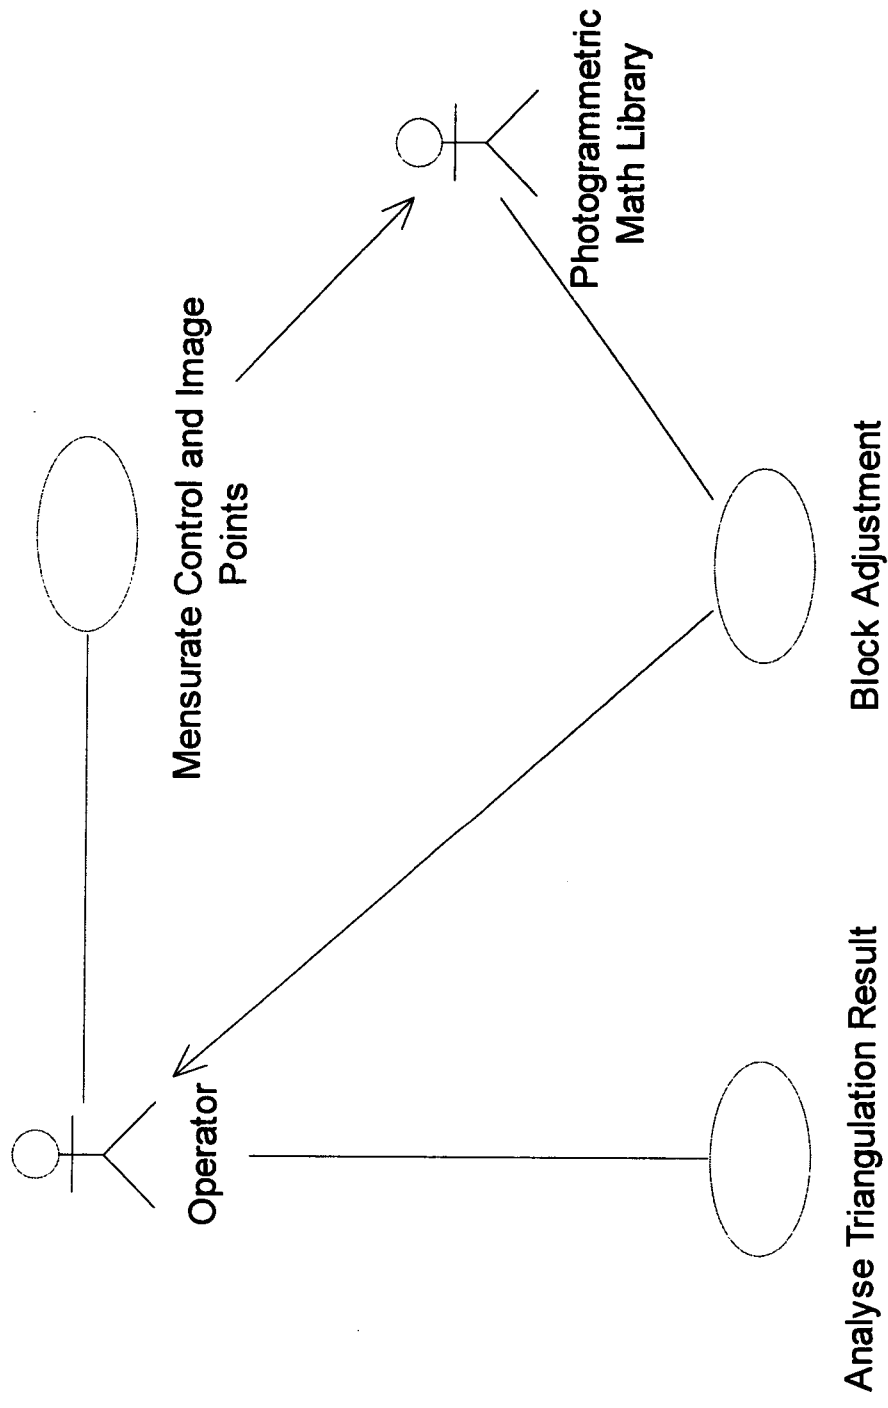 Operator
Mensurate Control and Image
Points
Photogrammetric
Math Library
Analyse Triangulation Result
Block Adjustment